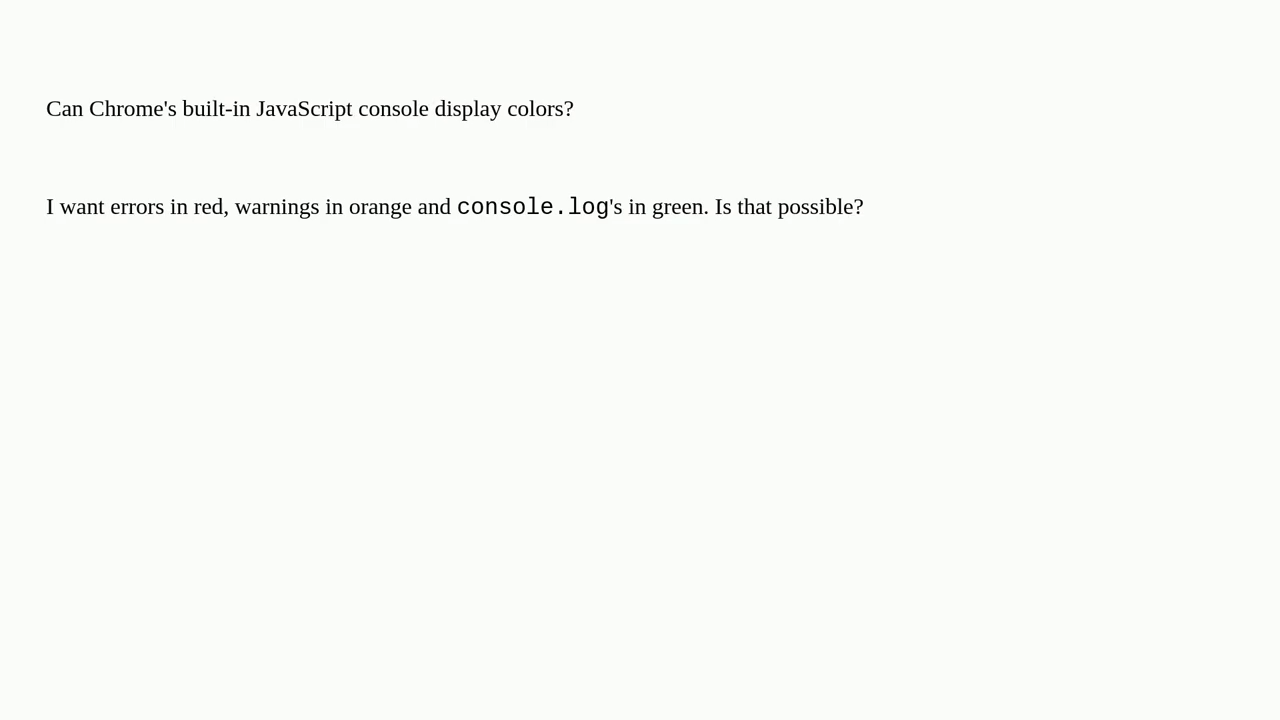 Can Chrome's built-in JavaScript console display colors?
I want errors in red, warnings in orange and console.log's in green. Is that possible?